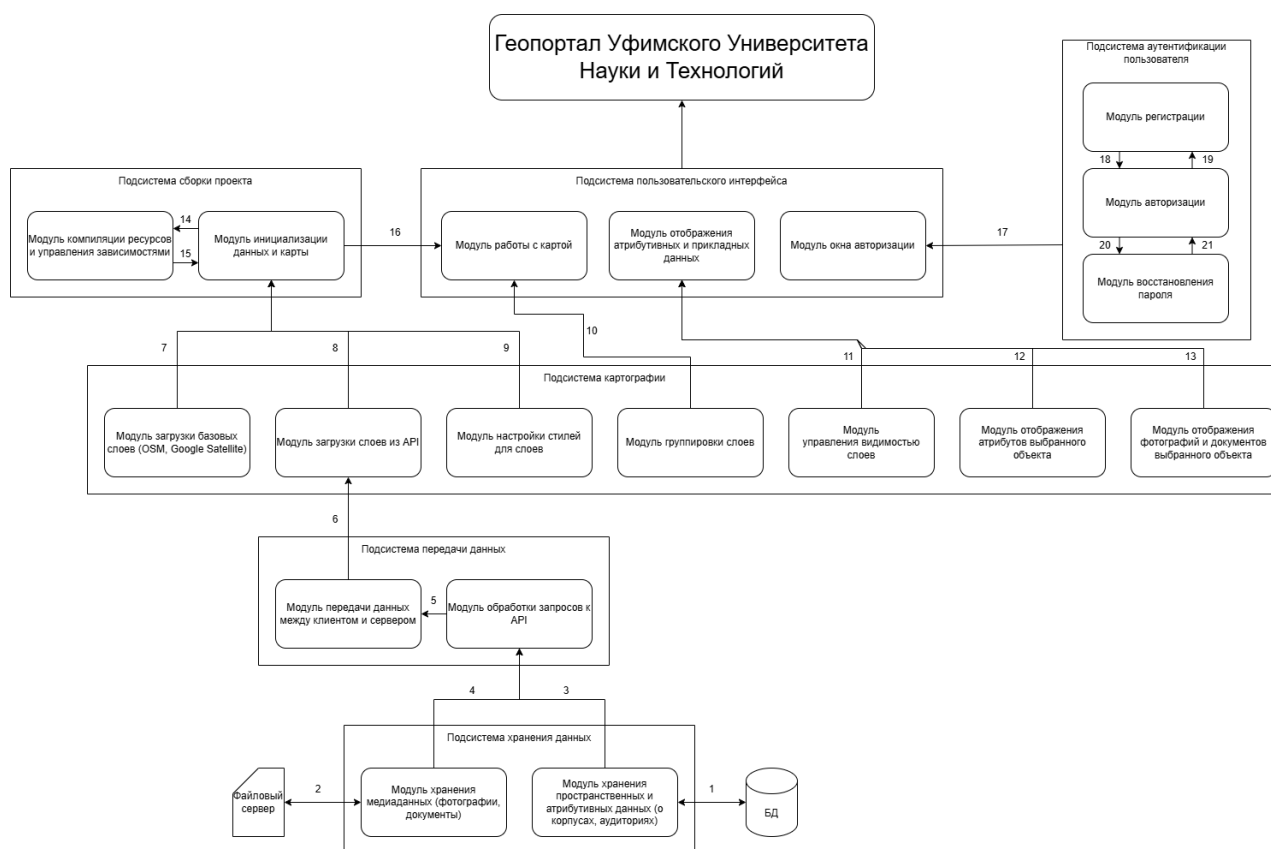 Геопортал Уфимского Университета
Науки и Технологий
Подсистема аутентификации
пользователя
Модуль регистрации
18
19
Модуль авторизации
20
21
Модуль восстановления
пароля
17
Подсистема сборки проекта
Модуль компиляции ресурсов
и управления зависимостями
14
15
Модуль инициализации
данных и карты
16
Подсистема пользовательского интерфейса
Модуль работы с картой
Модуль отображения
атрибутивных и прикладных
данных
Модуль окна авторизации
7
8
9
10
11
12
13
Подсистема картографии
Модуль загрузки базовых
слоев (OSM, Google Satellite)
Модуль загрузки слоев из API
Модуль настройки стилей
для слоев
Модуль группировки слоев
Модуль
управления видимостью
слоев
Модуль отображения
атрибутов выбранного
объекта
Модуль отображения
фотографий и документов
выбранного объекта
6
Подсистема передачи данных
Модуль передачи данных
между клиентом и сервером
5
Модуль обработки запросов к
API
4
3
Подсистема хранения данных
Файловый
сервер
2
Модуль хранения
медиаданных (фотографии,
документы)
Модуль хранения
пространственных и
атрибутивных данных (о
корпусах, аудиториях)
1
БД